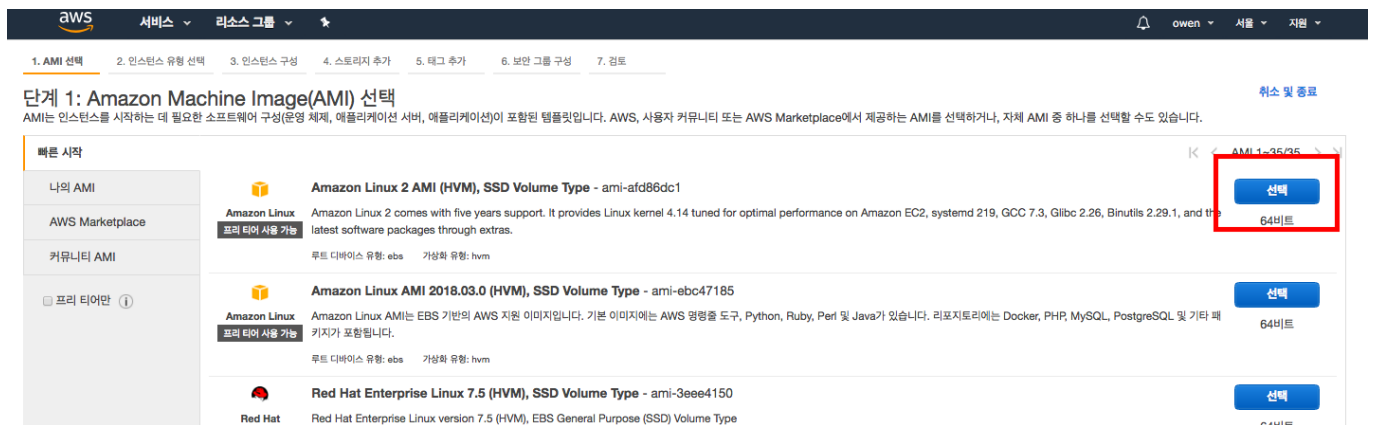 aws 서비스 리소스 그룹 owen 서울 지원
1. AMI 선택 2. 인스턴스 유형 선택 3. 인스턴스 구성 4. 스토리지 추가 5. 태그 추가 6. 보안 그룹 구성 7. 검토
단계 1: Amazon Machine Image(AMI) 선택
취소 및 종료
AMI는 인스턴스를 시작하는 데 필요한 소프트웨어 구성(운영 체제, 애플리케이션 서버, 애플리케이션)이 포함된 템플릿입니다. AWS, 사용자 커뮤니티 또는 AWS Marketplace에서 제공하는 AMI를 선택하거나, 자체 AMI 중 하나를 선택할 수도 있습니다.
빠른 시작
AMI 1~35/35
나의 AMI
AWS Marketplace
커뮤니티 AMI
프리 티어만
Amazon Linux 2 AMI (HVM), SSD Volume Type - ami-afd86dc1
선택
Amazon Linux
프리 티어 사용 가능
Amazon Linux 2 comes with five years support. It provides Linux kernel 4.14 tuned for optimal performance on Amazon EC2, systemd 219, GCC 7.3, Glibc 2.26, Binutils 2.29.1, and the
latest software packages through extras.
64비트
루트 디바이스 유형: ebs 가상화 유형: hvm
Amazon Linux AMI 2018.03.0 (HVM), SSD Volume Type - ami-ebc47185
선택
Amazon Linux
프리 티어 사용 가능
Amazon Linux AMI는 EBS 기반의 AWS 지원 이미지입니다. 기본 이미지에는 AWS 명령줄 도구, Python, Ruby, Perl 및 Java가 있습니다. 리포지토리에는 Docker, PHP, MySQL, PostgreSQL 및 기타 패
키지가 포함됩니다.
64비트
루트 디바이스 유형: ebs 가상화 유형: hvm
Red Hat Enterprise Linux 7.5 (HVM), SSD Volume Type - ami-3eee4150
선택
Red Hat
Red Hat Enterprise Linux version 7.5 (HVM), EBS General Purpose (SSD) Volume Type
64비트